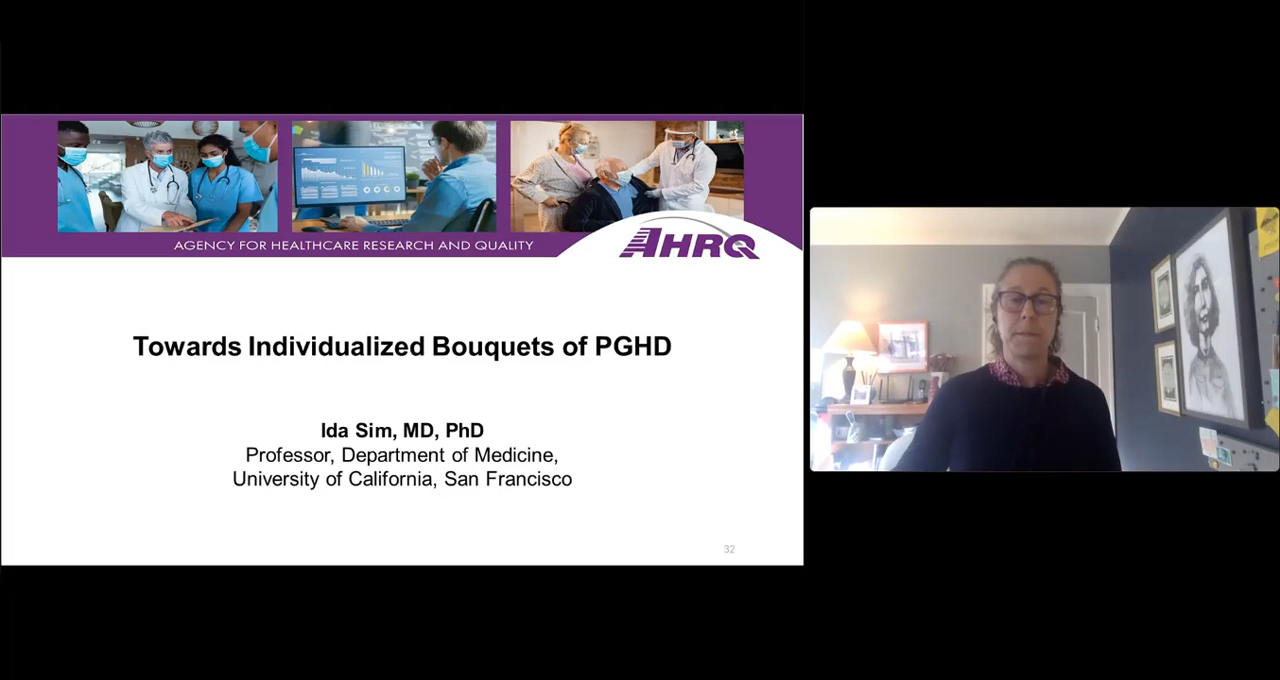 AGENCY FOR HEALTHCARE RESEARCH AND QUALITY
AHRQ
Towards Individualized Bouquets of PGHD
Ida Sim, MD, PhD
Professor, Department of Medicine,
University of California, San Francisco
32